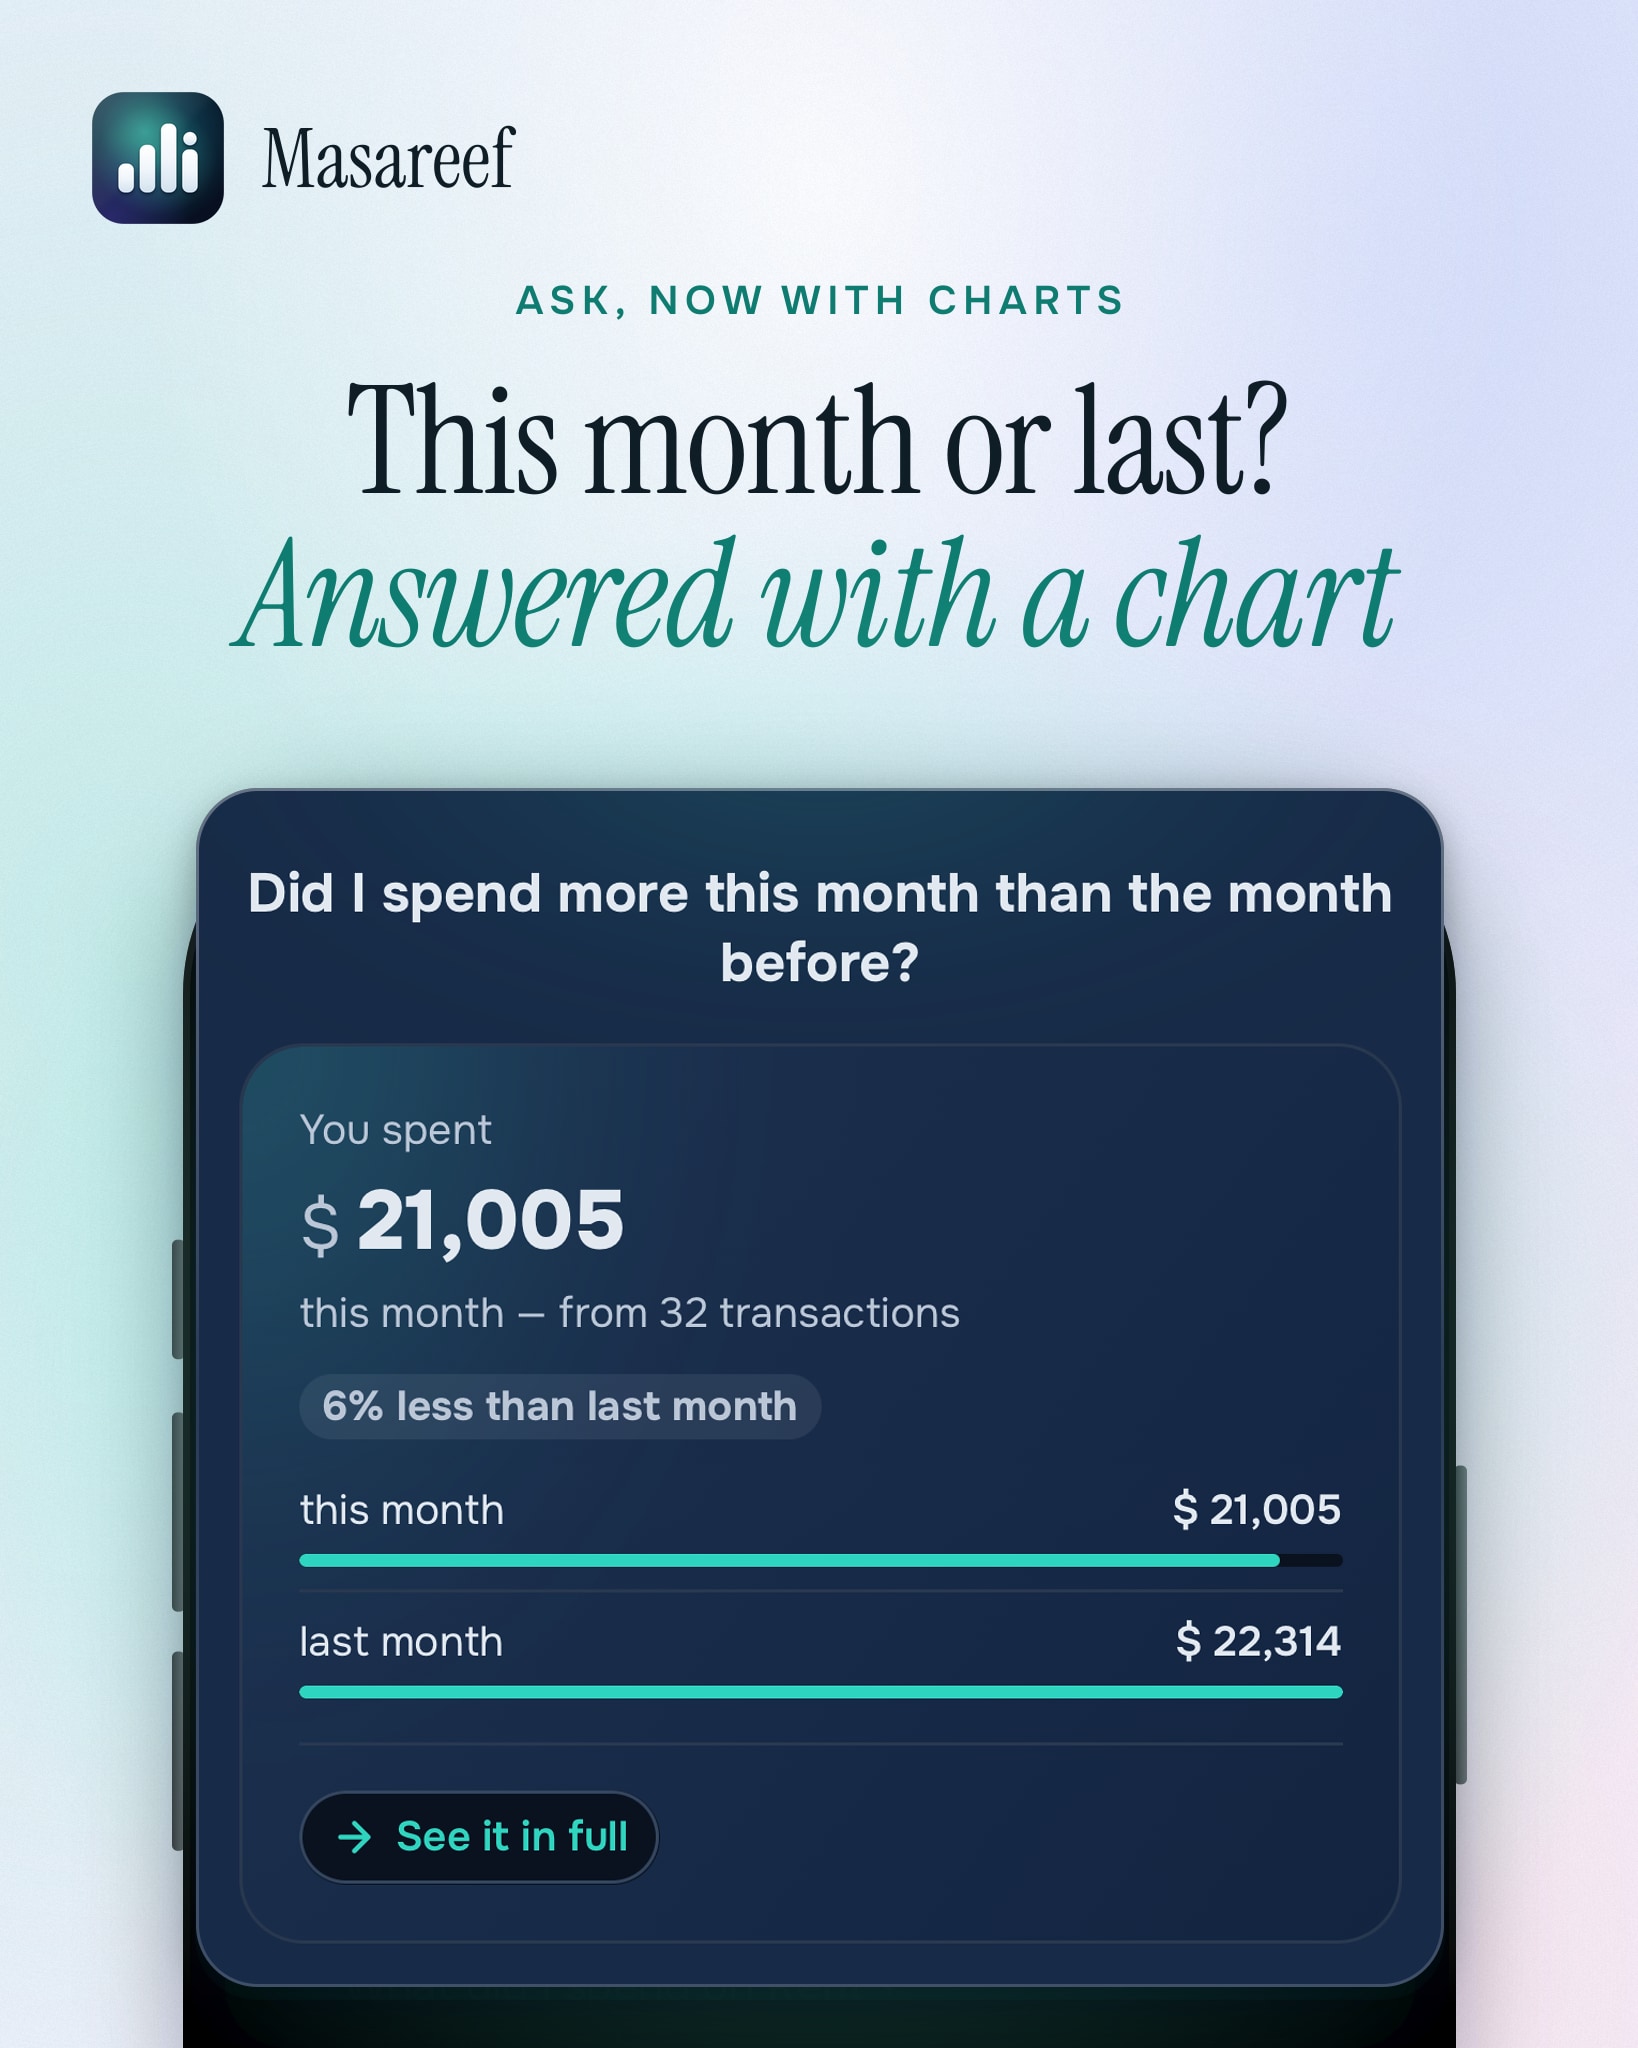 Masareef
ASK, NOW WITH CHARTS
This month or last?
Answered with a chart
Did I spend more this month than the month
before?
You spent
$ 21,005
this month — from 32 transactions
6% less than last month
this month $ 21,005
last month $ 22,314
See it in full